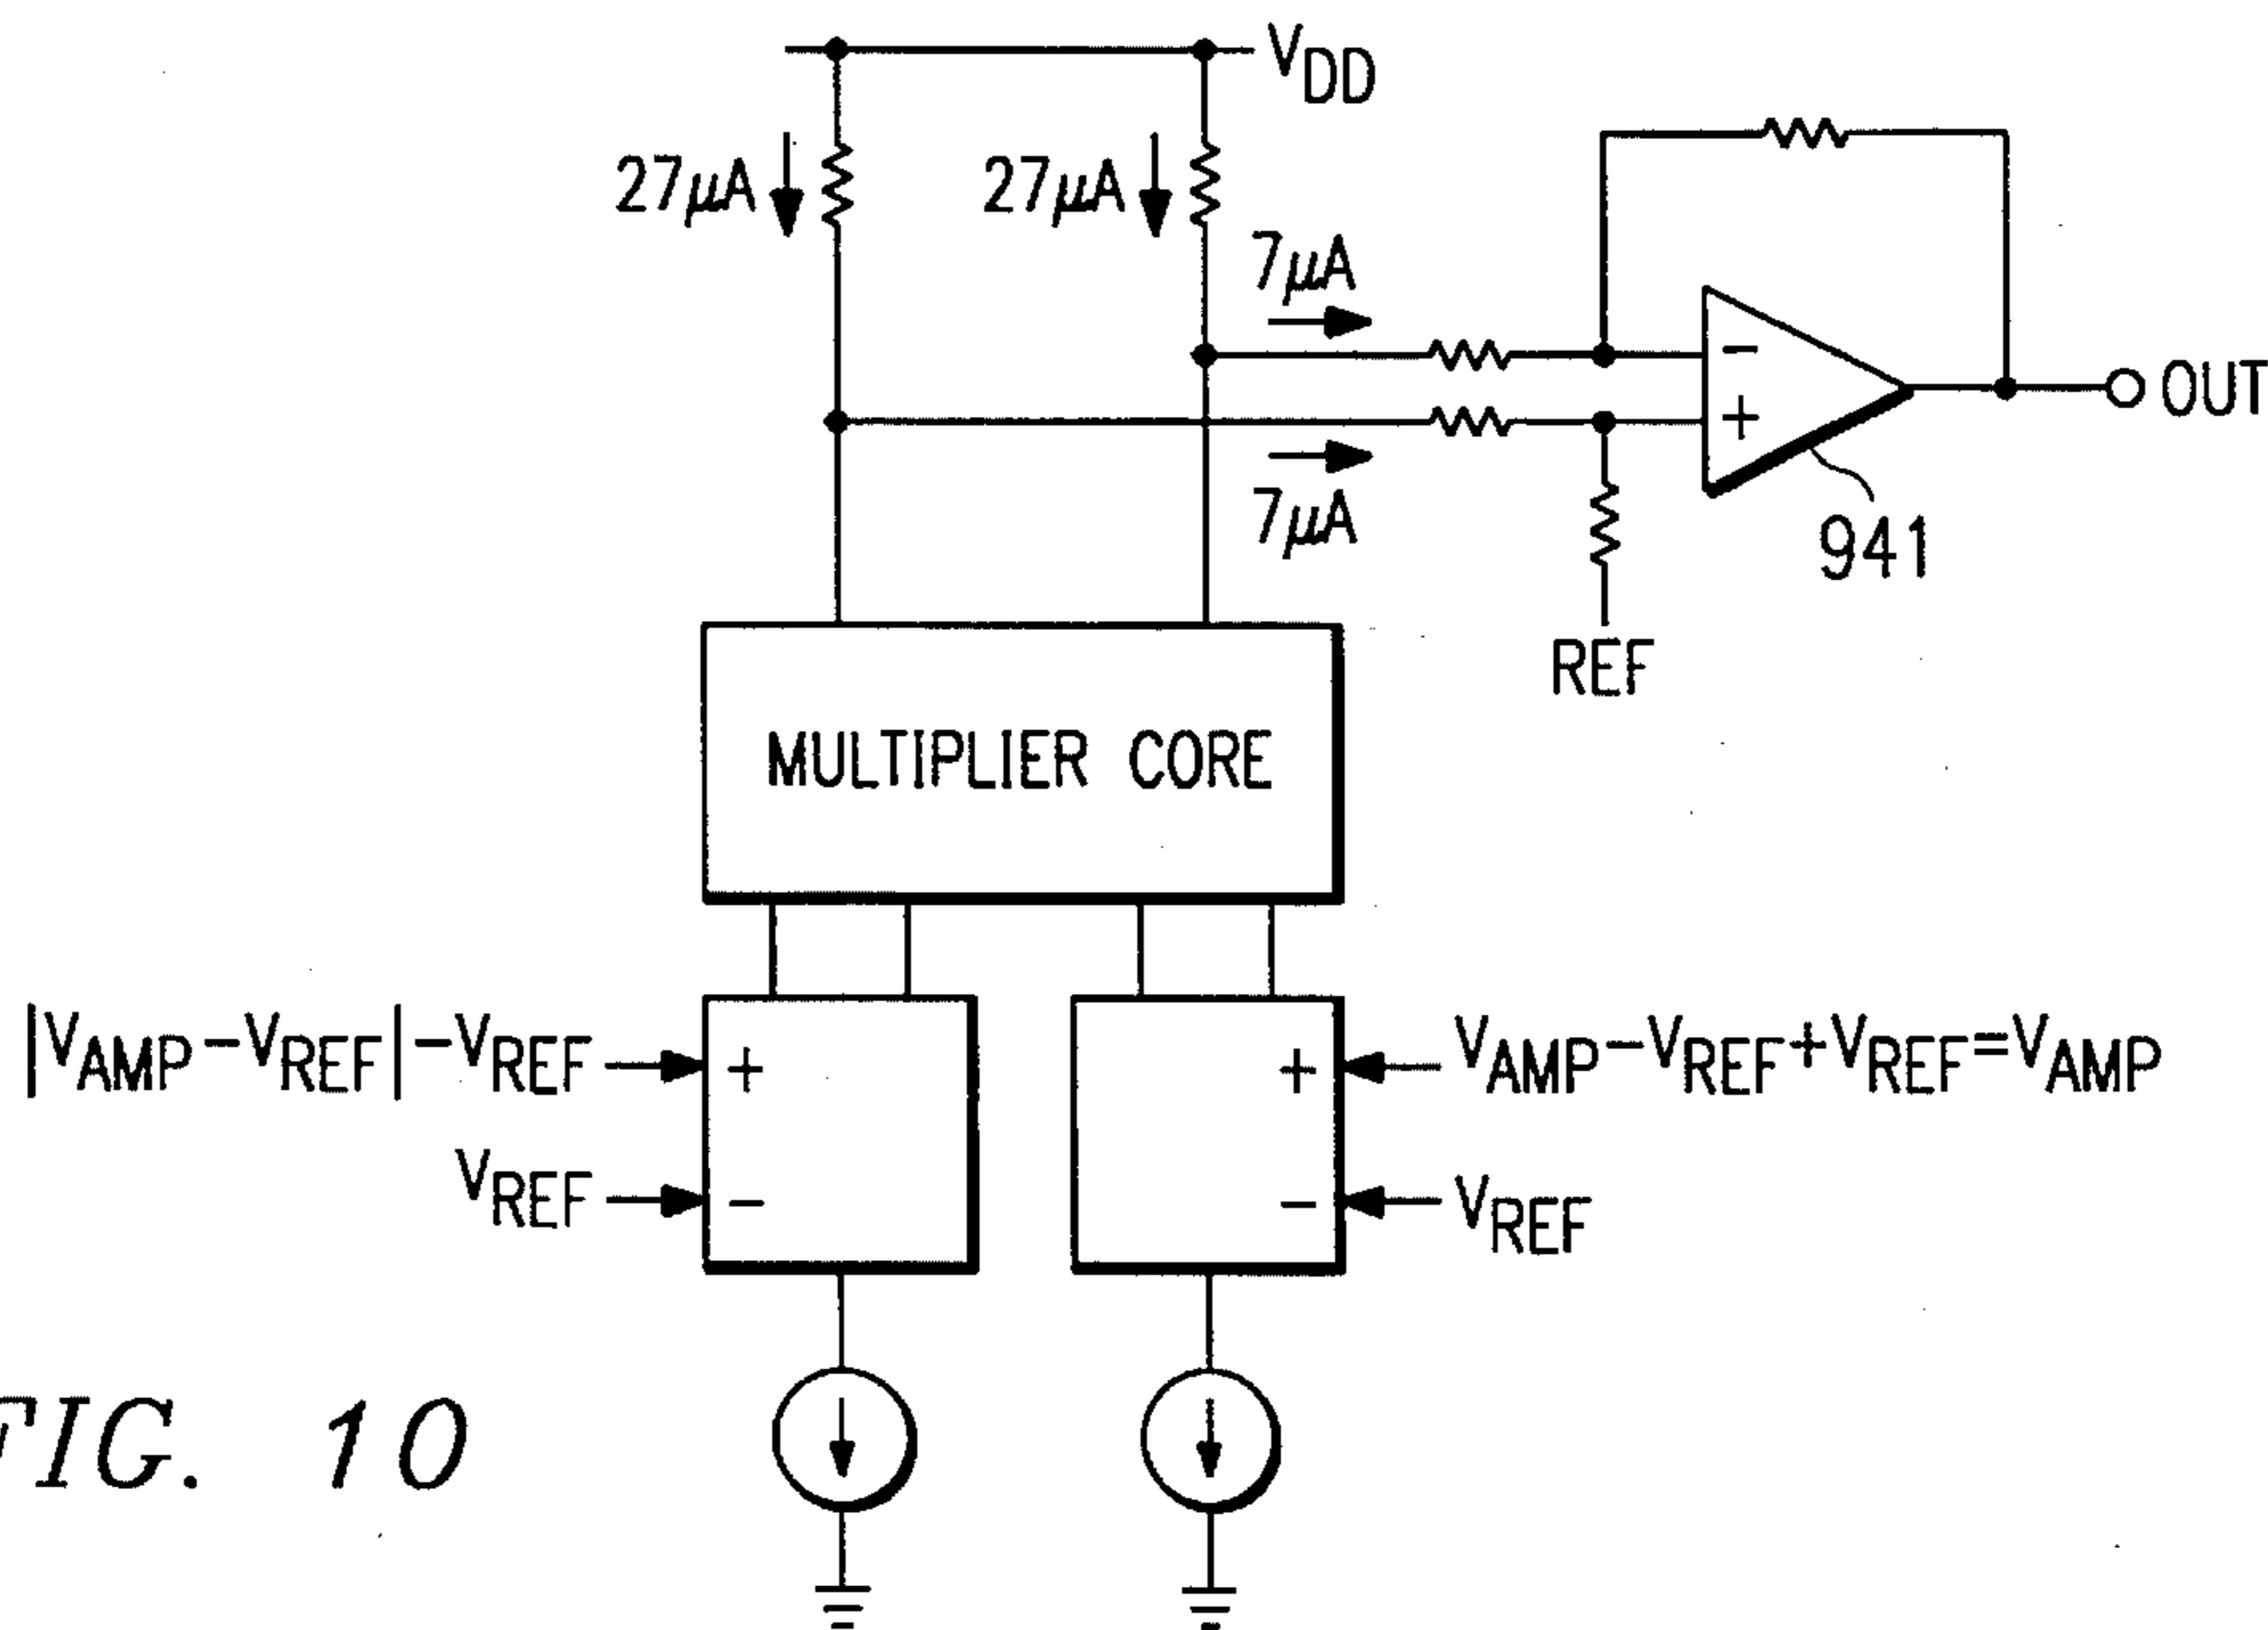 VDD
27µA
27µA
7µA
-
+
OUT
7µA
941
REF
MULTIPLIER CORE
|VAMP-VREF|-VREF
+
+
VAMP-VREF+VREF=VAMP
VREF
-
-
VREF
FIG. 10